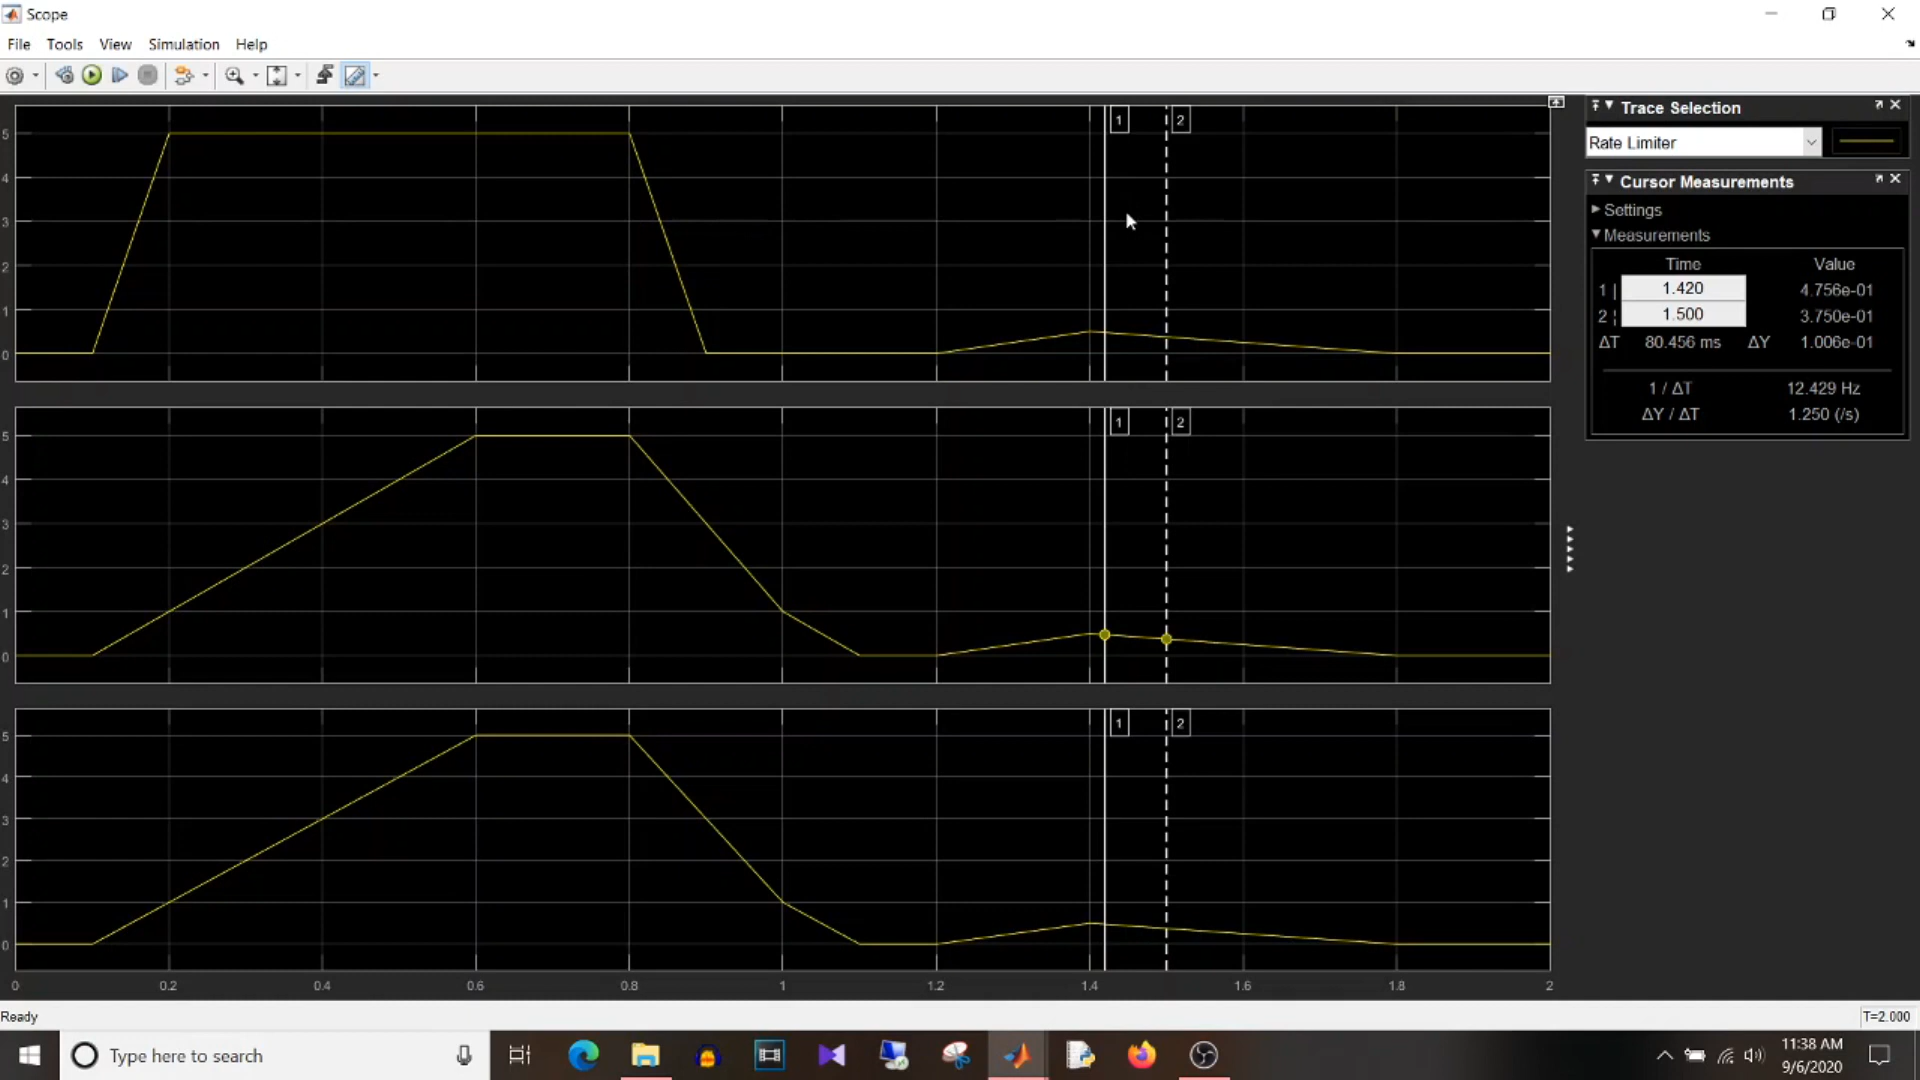 Scope
File Tools View Simulation Help
Trace Selection
Rate Limiter
Cursor Measurements
Settings
Measurements
Time Value
1 | 1.420 4.756e-01
2 ¦ 1.500 3.750e-01
ΔT 80.456 ms ΔY 1.006e-01
1 / ΔT 12.429 Hz
ΔY / ΔT 1.250 (/s)
1 2
5
4
3
2
1
0
1 2
5
4
3
2
1
0
1 2
5
4
3
2
1
0
0 0.2 0.4 0.6 0.8 1 1.2 1.4 1.6 1.8 2
Ready T=2.000
Type here to search
11:38 AM
9/6/2020